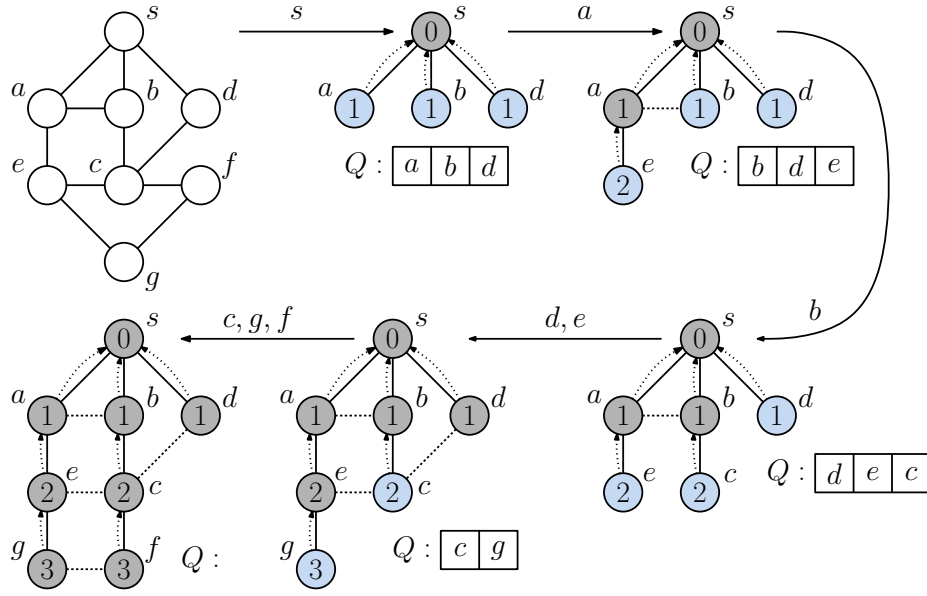 s
a b d
e c f
g
s
s
0
a 1 1 b 1 d
Q : a b d
a
s
0
a 1 1 b 1 d
2 e
Q : b d e
b
s
0
a 1 1 b 1 d
2 e 2 c
Q : d e c
d, e
s
0
a 1 1 b 1 d
2 e 2 c
g 3
Q : c g
c, g, f
s
0
a 1 1 b 1 d
2 e 2 c
g 3 3 f
Q :